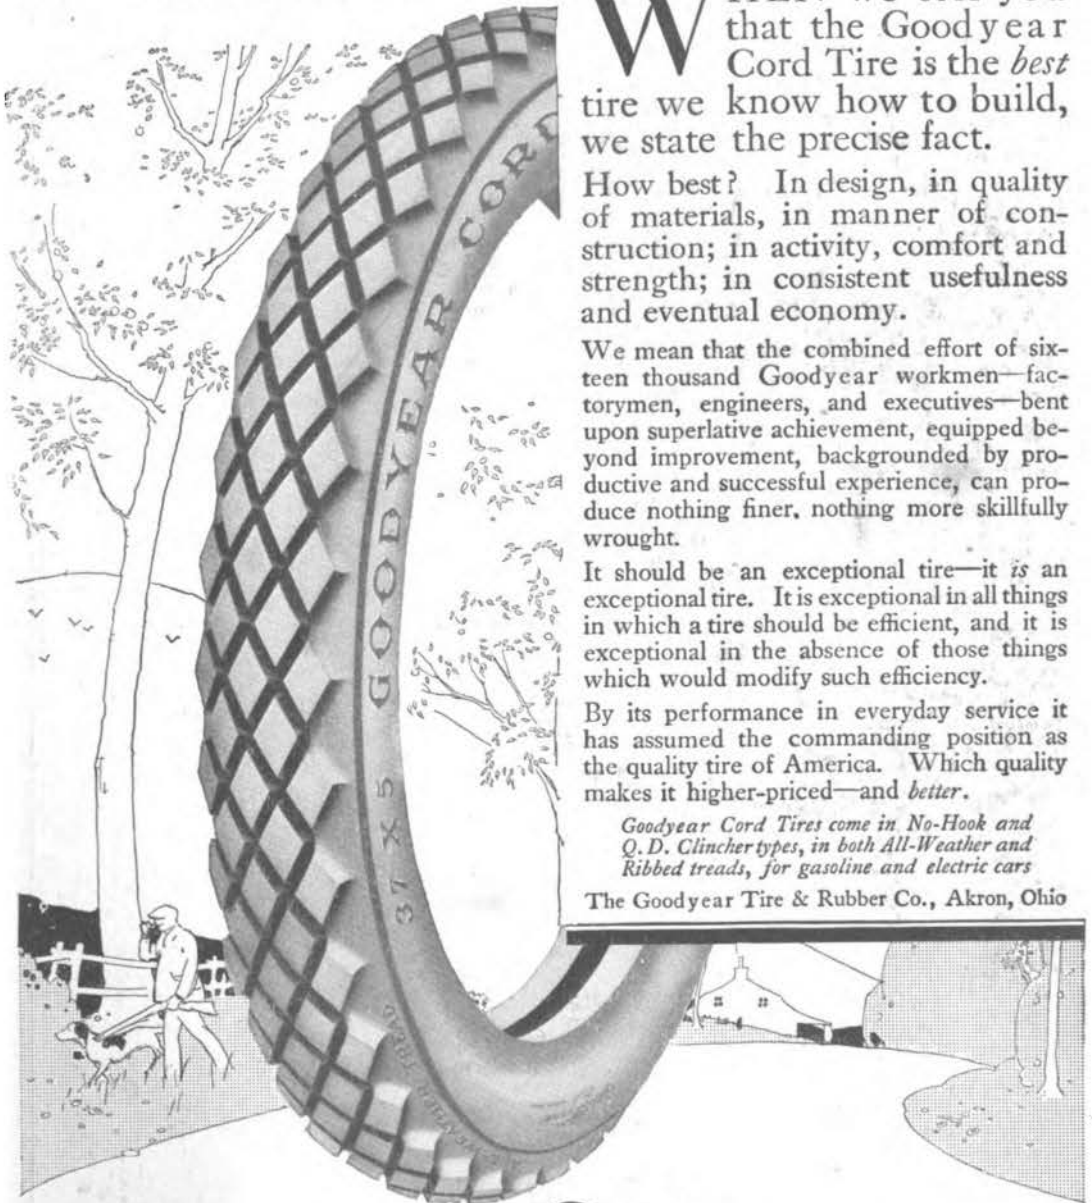 W
that the Goodyear
Cord Tire is the best
tire we know how to build,
we state the precise fact.
How best? In design, in quality
of materials, in manner of con-
struction; in activity, comfort and
strength; in consistent usefulness
and eventual economy.
We mean that the combined effort of six-
teen thousand Goodyear workmen—fac-
torymen, engineers, and executives—bent
upon superlative achievement, equipped be-
yond improvement, backgrounded by pro-
ductive and successful experience, can pro-
duce nothing finer, nothing more skillfully
wrought.
It should be an exceptional tire—it is an
exceptional tire. It is exceptional in all things
in which a tire should be efficient, and it is
exceptional in the absence of those things
which would modify such efficiency.
By its performance in everyday service it
has assumed the commanding position as
the quality tire of America. Which quality
makes it higher-priced—and better.
Goodyear Cord Tires come in No-Hook and
Q. D. Clincher types, in both All-Weather and
Ribbed treads, for gasoline and electric cars
The Goodyear Tire & Rubber Co., Akron, Ohio
37 X 5 GOODYEAR CORD
WEATHER TREAD